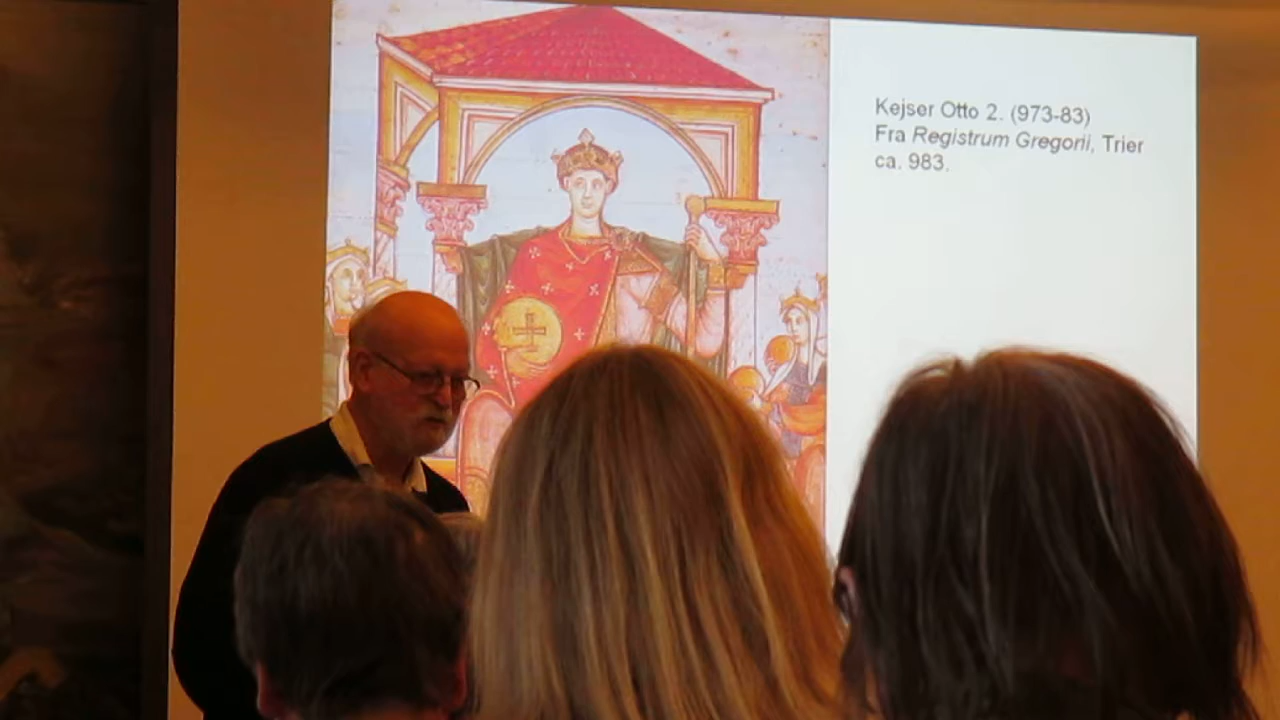 Kejser Otto 2. (973-83)
Fra Registrum Gregorii, Trier
ca. 983.